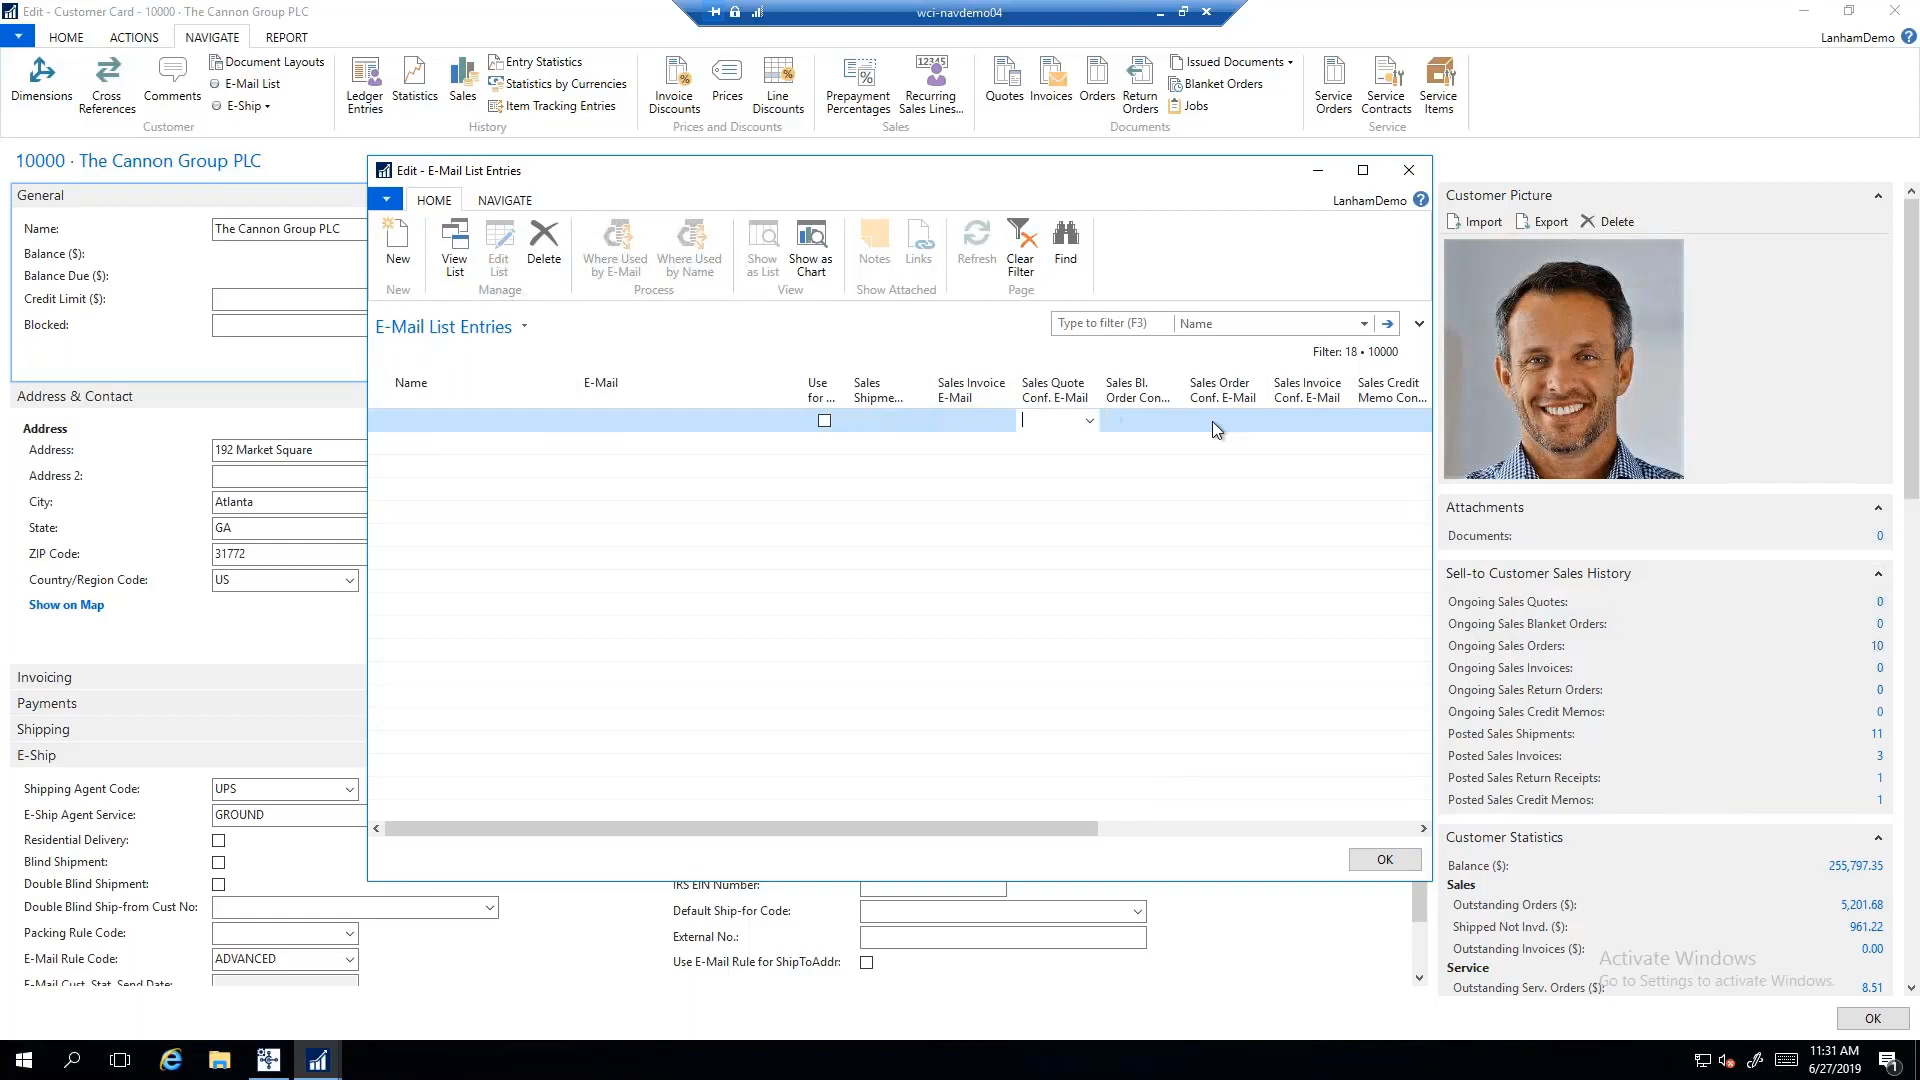 Edit - Customer Card - 10000 · The Cannon Group PLC
wci-navdemo04
HOME
ACTIONS
NAVIGATE
REPORT
LanhamDemo
Dimensions
Cross References
Comments
Document Layouts
E-Mail List
E-Ship
Customer
Ledger Entries
Statistics
Sales
Entry Statistics
Statistics by Currencies
Item Tracking Entries
History
Invoice Discounts
Prices
Line Discounts
Prices and Discounts
Prepayment Percentages
12345
Recurring Sales Lines...
Sales
Quotes
Invoices
Orders
Return Orders
Issued Documents
Blanket Orders
Jobs
Documents
Service Orders
Service Contracts
Service Items
Service
10000 · The Cannon Group PLC
General
Name: The Cannon Group PLC
Balance ($):
Balance Due ($):
Credit Limit ($):
Blocked:
Address & Contact
Address
Address: 192 Market Square
Address 2:
City: Atlanta
State: GA
ZIP Code: 31772
Country/Region Code: US
Show on Map
Invoicing
Payments
Shipping
E-Ship
Shipping Agent Code: UPS
E-Ship Agent Service: GROUND
Residential Delivery:
Blind Shipment:
Double Blind Shipment:
Double Blind Ship-from Cust No:
Packing Rule Code:
E-Mail Rule Code: ADVANCED
E-Mail Cust. Stat. Send Date:
IRS EIN Number:
Default Ship-for Code:
External No.:
Use E-Mail Rule for ShipToAddr:
Edit - E-Mail List Entries
HOME
NAVIGATE
LanhamDemo
New
New
View List
Edit List
Delete
Manage
Where Used by E-Mail
Where Used by Name
Process
Show as List
Show as Chart
View
Notes
Links
Show Attached
Refresh
Clear Filter
Find
Page
E-Mail List Entries
Type to filter (F3)
Name
Filter: 18 • 10000
Name
E-Mail
Use for ...
Sales Shipme...
Sales Invoice E-Mail
Sales Quote Conf. E-Mail
Sales Bl. Order Con...
Sales Order Conf. E-Mail
Sales Invoice Conf. E-Mail
Sales Credit Memo Con...
OK
Customer Picture
Import
Export
Delete
Attachments
Documents: 0
Sell-to Customer Sales History
Ongoing Sales Quotes: 0
Ongoing Sales Blanket Orders: 0
Ongoing Sales Orders: 10
Ongoing Sales Invoices: 0
Ongoing Sales Return Orders: 0
Ongoing Sales Credit Memos: 0
Posted Sales Shipments: 11
Posted Sales Invoices: 3
Posted Sales Return Receipts: 1
Posted Sales Credit Memos: 1
Customer Statistics
Balance ($): 255,797.35
Sales
Outstanding Orders ($): 5,201.68
Shipped Not Invd. ($): 961.22
Outstanding Invoices ($): 0.00
Service
Outstanding Serv. Orders ($): 8.51
Activate Windows
Go to Settings to activate Windows.
OK
11:31 AM
6/27/2019
1